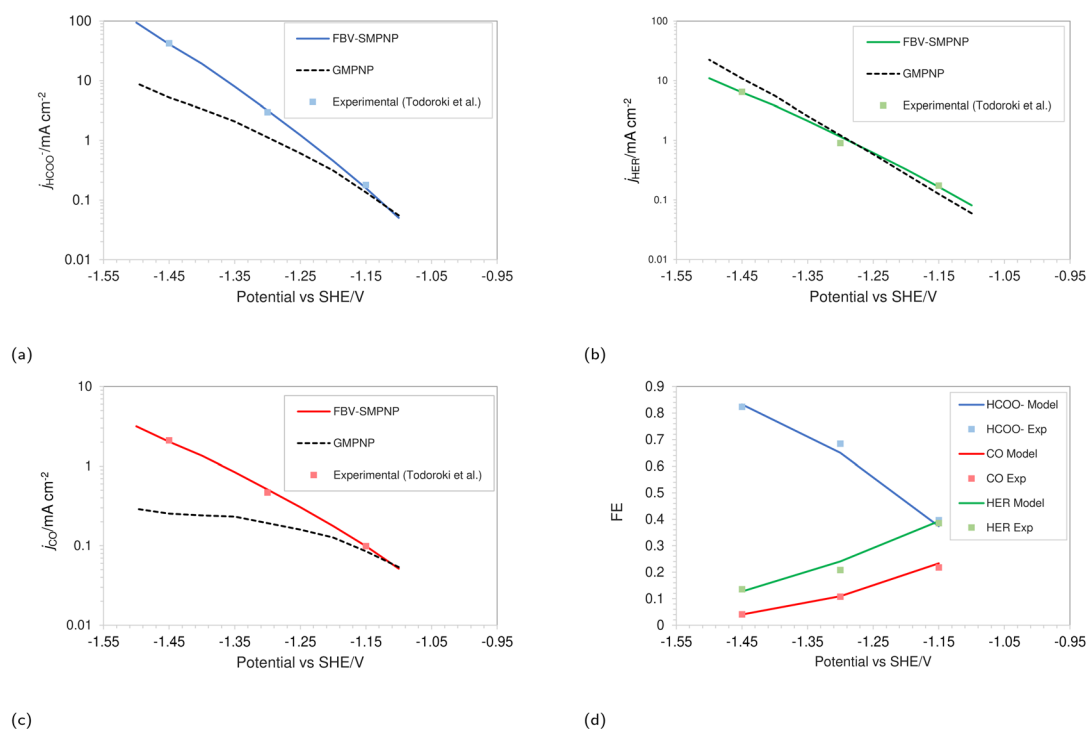 100
10
1
0.1
0.01
-1.55 -1.45 -1.35 -1.25 -1.15 -1.05 -0.95
jHCOO-/mA cm-2
Potential vs SHE/V
FBV-SMPNP
GMPNP
Experimental (Todoroki et al.)
(a)
100
10
1
0.1
0.01
-1.55 -1.45 -1.35 -1.25 -1.15 -1.05 -0.95
jHER/mA cm-2
Potential vs SHE/V
FBV-SMPNP
GMPNP
Experimental (Todoroki et al.)
(b)
10
1
0.1
0.01
-1.55 -1.45 -1.35 -1.25 -1.15 -1.05 -0.95
jCO/mA cm-2
Potential vs SHE/V
FBV-SMPNP
GMPNP
Experimental (Todoroki et al.)
(c)
0.9
0.8
0.7
0.6
0.5
0.4
0.3
0.2
0.1
0
-1.55 -1.45 -1.35 -1.25 -1.15 -1.05 -0.95
FE
Potential vs SHE/V
HCOO- Model
HCOO- Exp
CO Model
CO Exp
HER Model
HER Exp
(d)